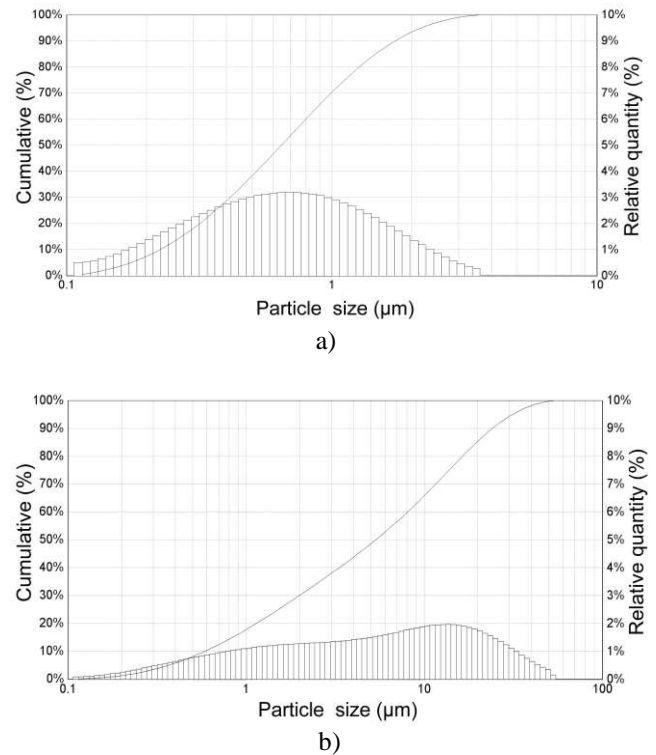 100% 10%
90% 9%
80% 8%
70% 7%
60% 6%
50% 5%
40% 4%
30% 3%
20% 2%
10% 1%
0% 0%
Cumulative (%)
Relative quantity (%)
0.1 1 10
Particle size (µm)
a)
100% 10%
90% 9%
80% 8%
70% 7%
60% 6%
50% 5%
40% 4%
30% 3%
20% 2%
10% 1%
0% 0%
Cumulative (%)
Relative quantity (%)
0.1 1 10 100
Particle size (µm)
b)